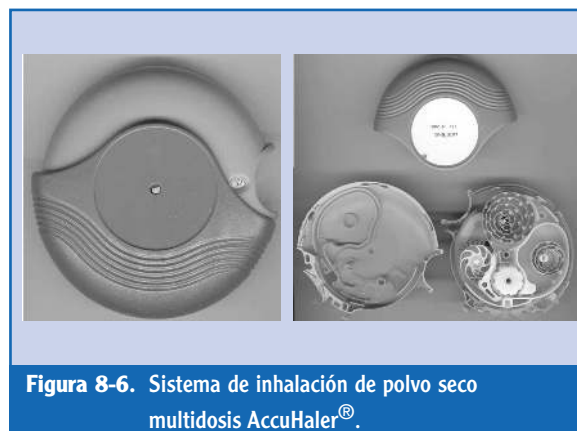 Figura 8-6. Sistema de inhalación de polvo seco
multidosis AccuHaler®.